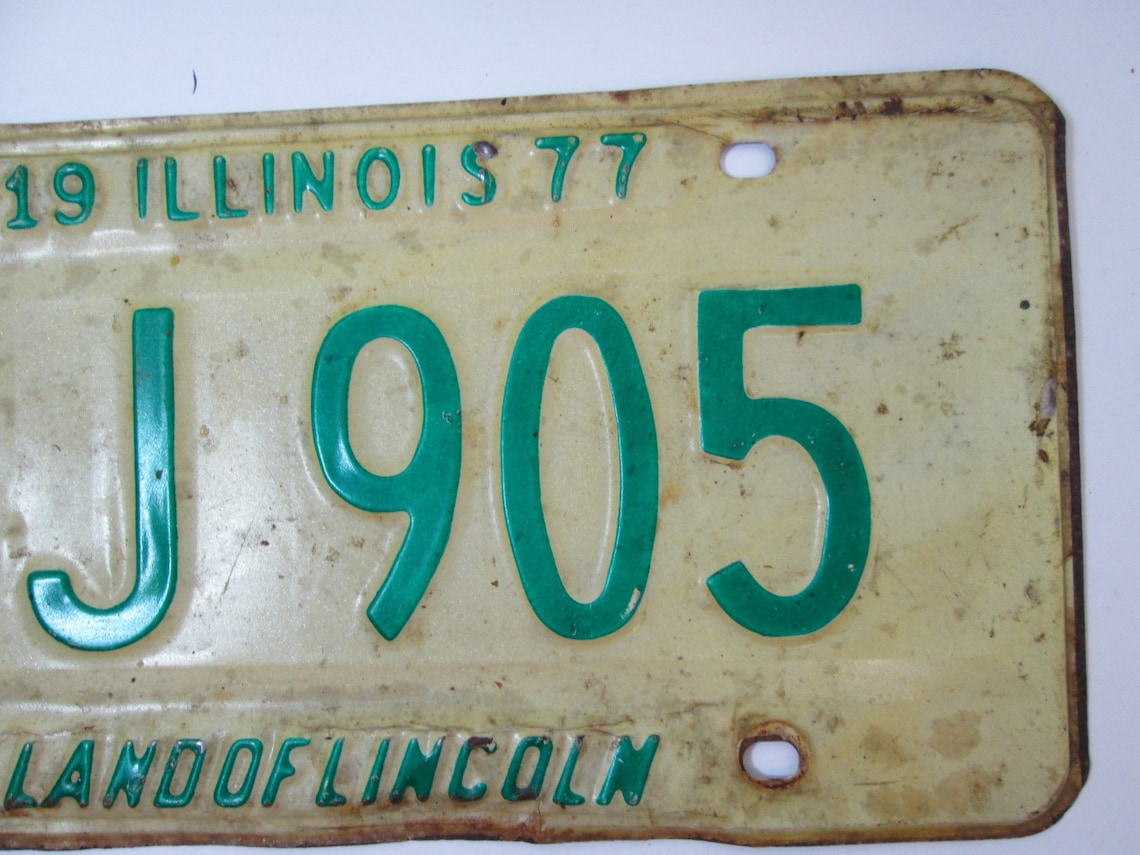 19 ILLINOIS 77
J 905
LAND OF LINCOLN